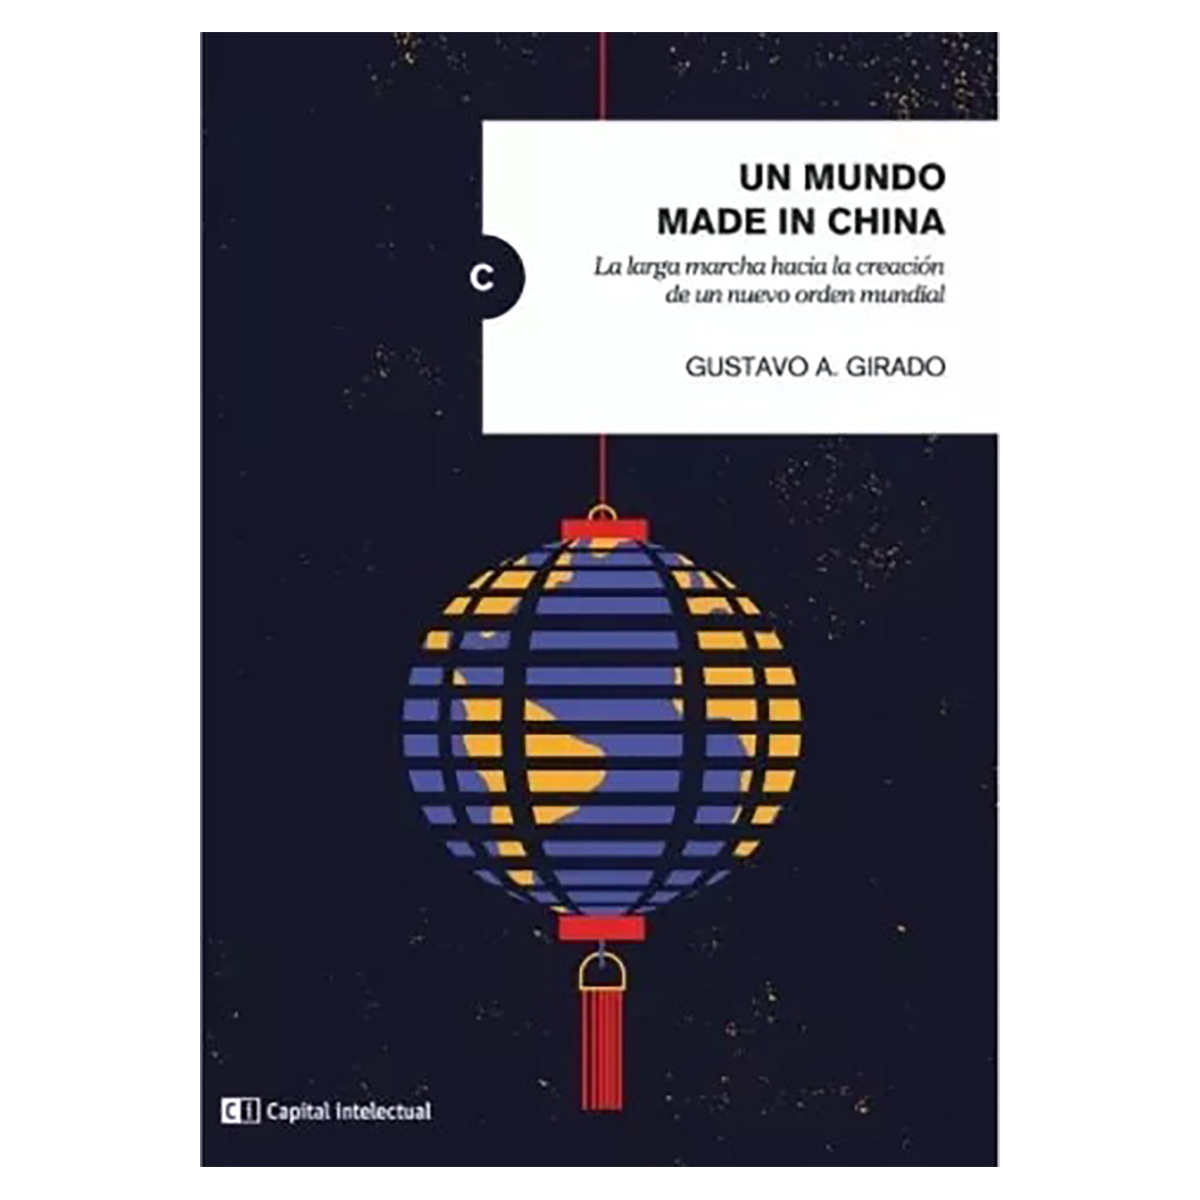 UN MUNDO
MADE IN CHINA
La larga marcha hacia la creación
de un nuevo orden mundial
C
GUSTAVO A. GIRADO
Ci Capital intelectual